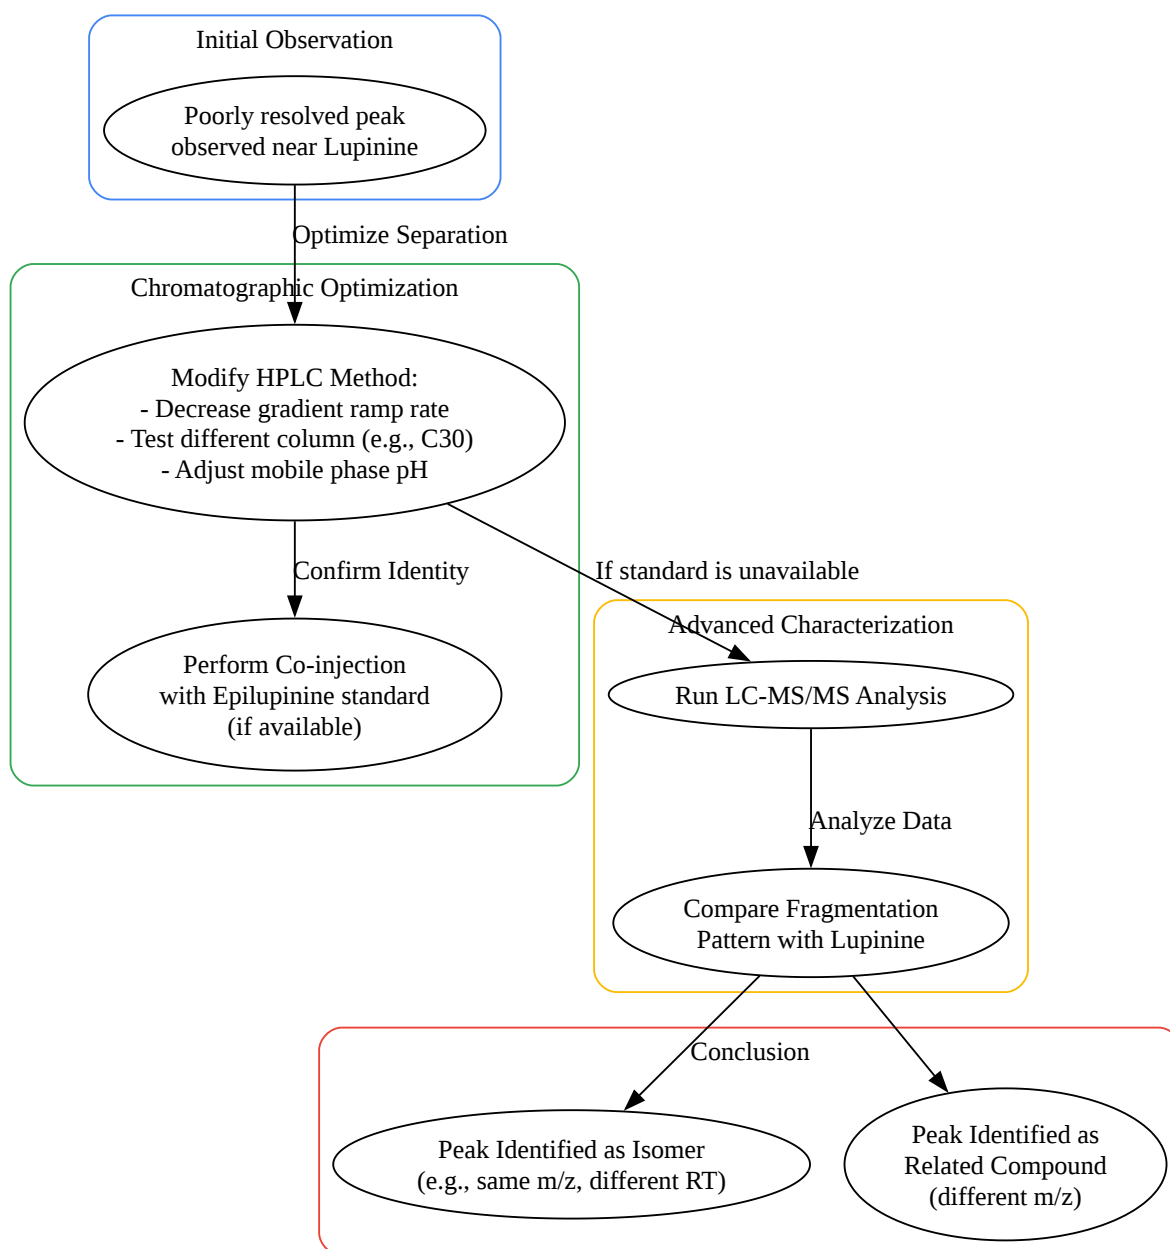 Initial Observation
Poorly resolved peak
observed near Lupinine
Optimize Separation
Chromatographic Optimization
Modify HPLC Method:
- Decrease gradient ramp rate
- Test different column (e.g., C30)
- Adjust mobile phase pH
Confirm Identity
If standard is unavailable
Perform Co-injection
with Epilupinine standard
(if available)
Advanced Characterization
Run LC-MS/MS Analysis
Analyze Data
Compare Fragmentation
Pattern with Lupinine
Conclusion
Peak Identified as Isomer
(e.g., same m/z, different RT)
Peak Identified as
Related Compound
(different m/z)